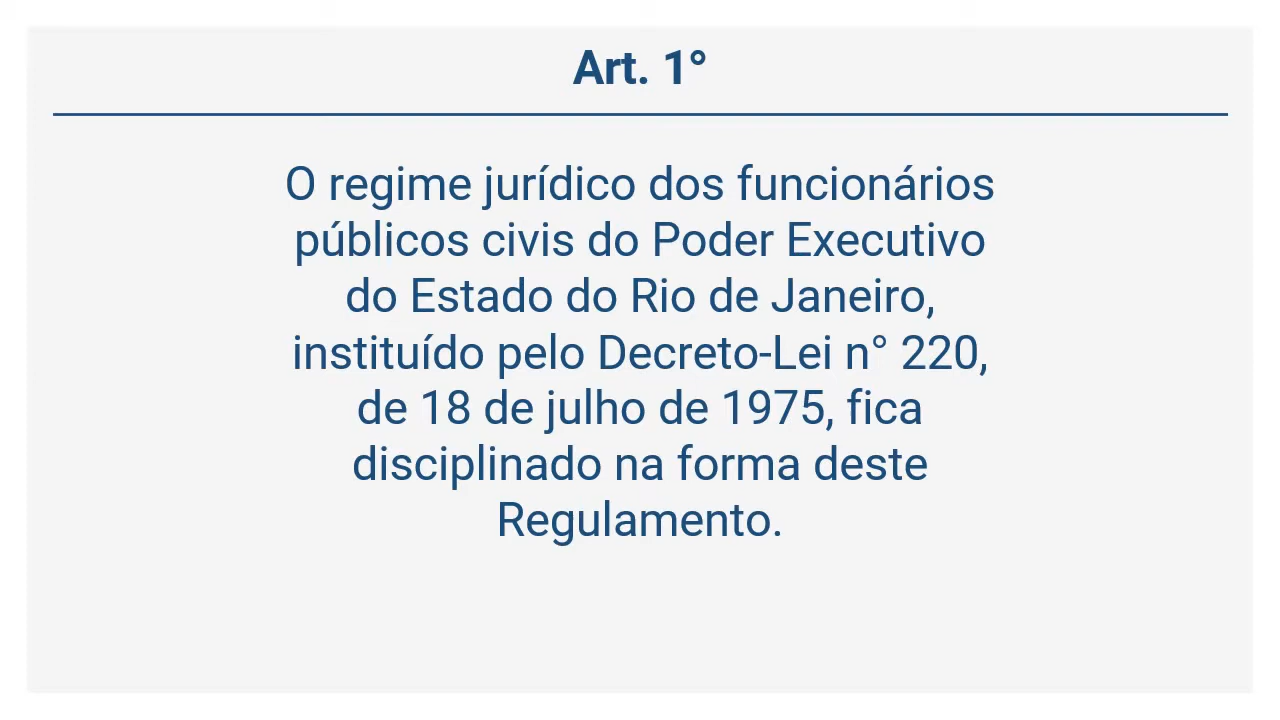 Art. 1°
O regime jurídico dos funcionários
públicos civis do Poder Executivo
do Estado do Rio de Janeiro,
instituído pelo Decreto-Lei n° 220,
de 18 de julho de 1975, fica
disciplinado na forma deste
Regulamento.